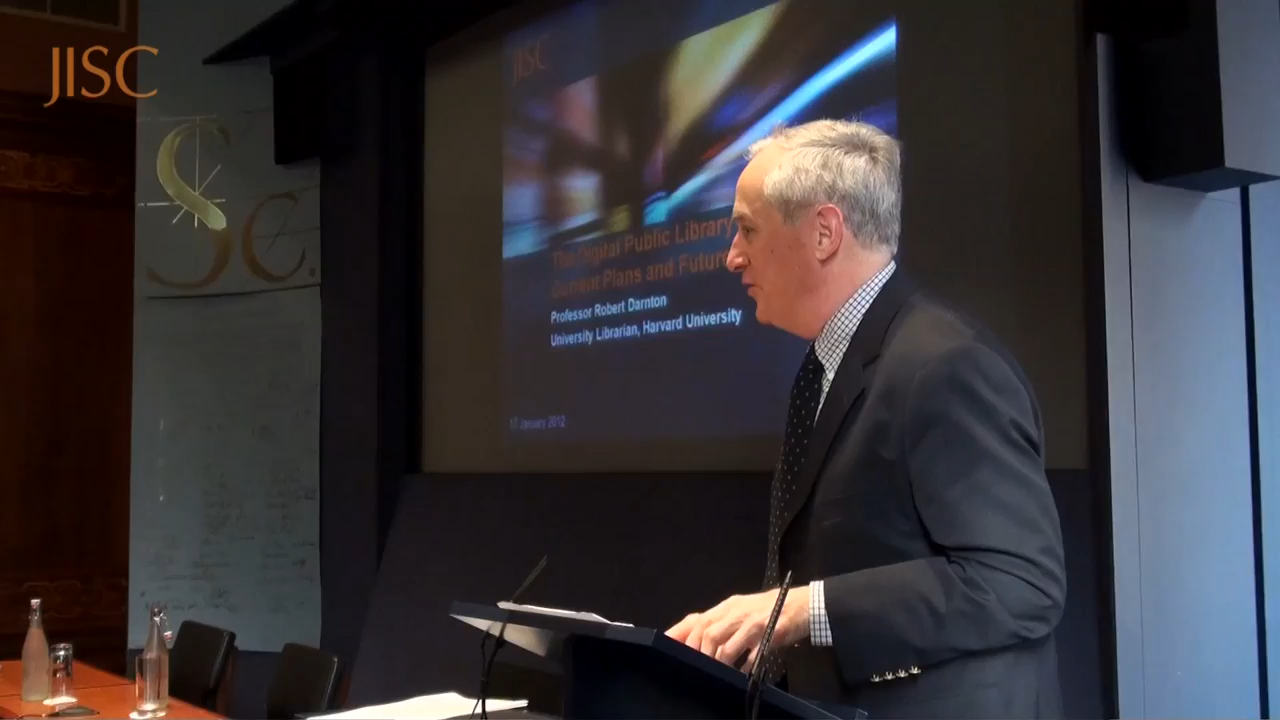 JISC
JISC
S
SC.
The Digital Public Library
Current Plans and Future
Professor Robert Darnton
University Librarian, Harvard University
17 January 2012